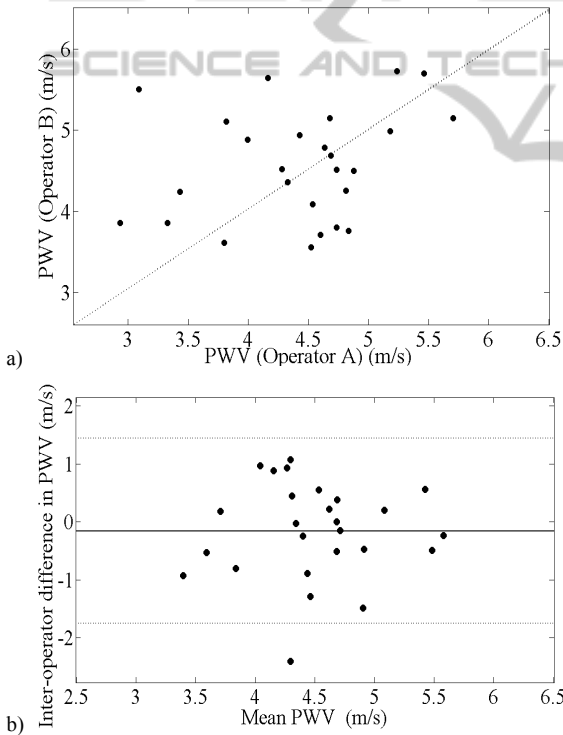 SCIENCE AND TECH
PWV (Operator B) (m/s)
6
5
4
3
3 3.5 4 4.5 5 5.5 6 6.5
PWV (Operator A) (m/s)
a)
Inter-operator difference in PWV (m/s)
2
1
0
-1
-2
2.5 3 3.5 4 4.5 5 5.5 6 6.5
Mean PWV (m/s)
b)